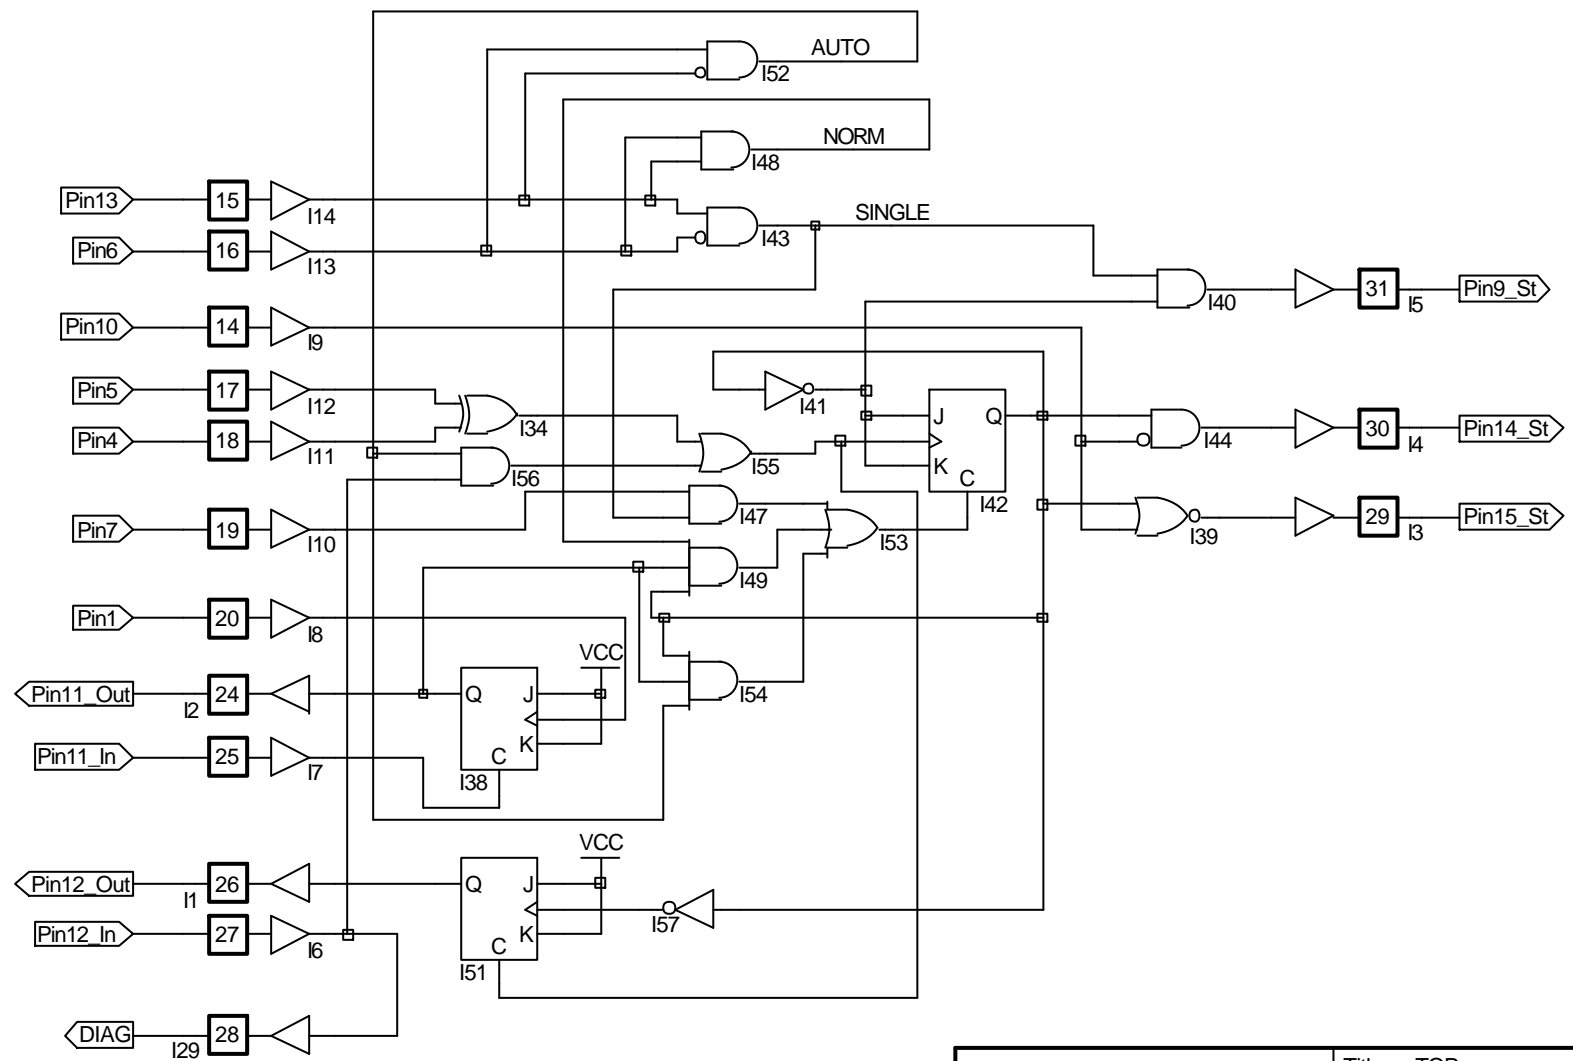 AUTO
I52
NORM
I48
Pin13
15
I14
SINGLE
I43
Pin6
16
I13
I40
31
I5
Pin9_St
Pin10
14
I9
Pin5
17
I12
I41
J
Q
K
C
I42
I34
I44
30
I4
Pin14_St
Pin4
18
I11
I55
I56
Pin7
19
I10
I47
I53
I39
29
I3
Pin15_St
I49
Pin1
20
I8
VCC
Pin11_Out
I2
24
Q
J
K
C
I38
I54
Pin11_In
25
I7
VCC
Pin12_Out
I1
26
Q
J
K
C
I51
I57
Pin12_In
27
I6
DIAG
I29
28